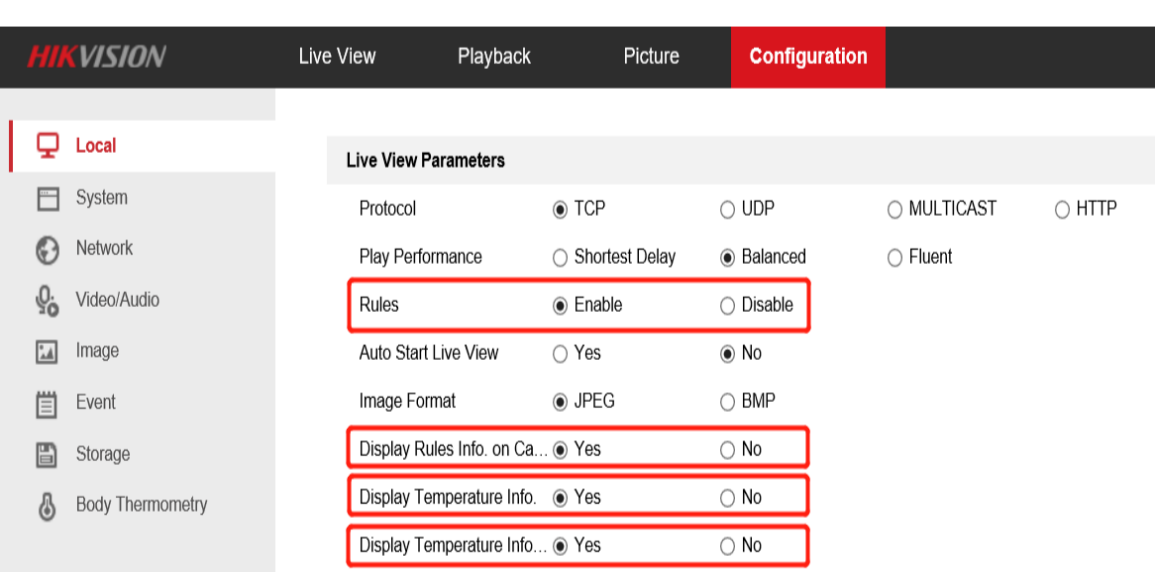 HIKVISION Live View Playback Picture Configuration
Local
System
Network
Video/Audio
Image
Event
Storage
Body Thermometry
Live View Parameters
Protocol TCP UDP MULTICAST HTTP
Play Performance Shortest Delay Balanced Fluent
Rules Enable Disable
Auto Start Live View Yes No
Image Format JPEG BMP
Display Rules Info. on Ca... Yes No
Display Temperature Info. Yes No
Display Temperature Info... Yes No